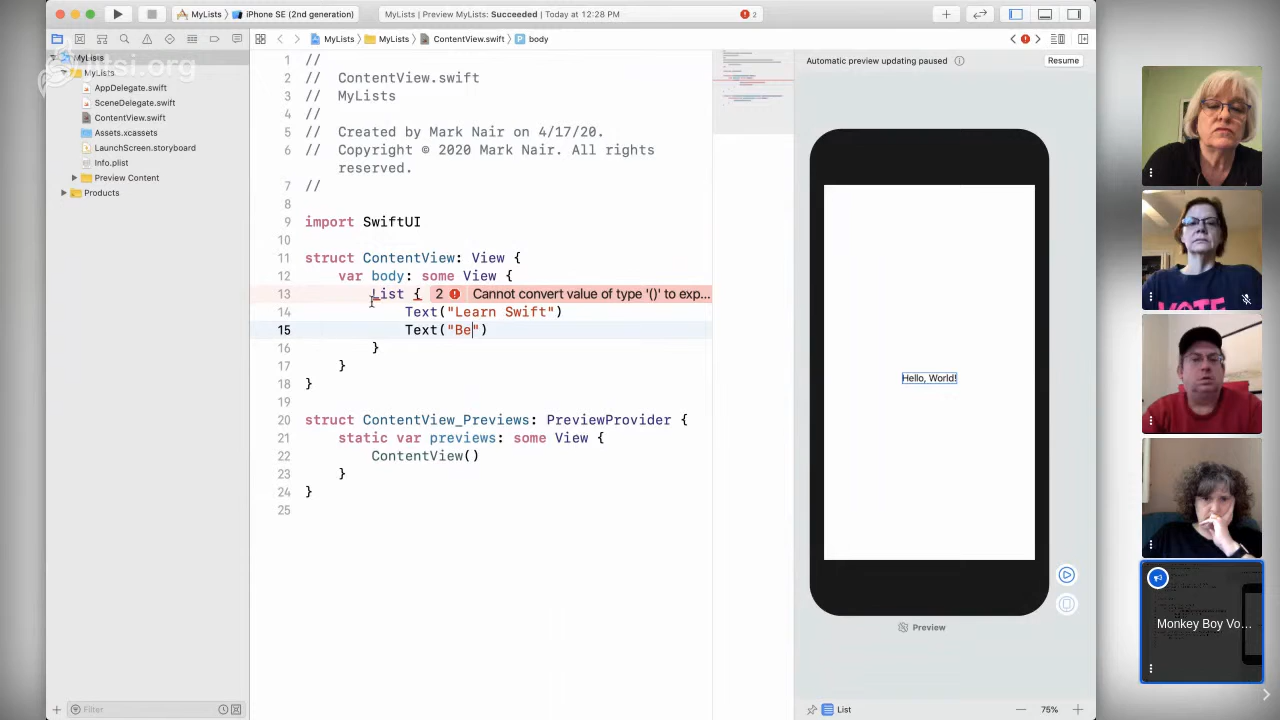 MyLists
iPhone SE (2nd generation)
MyLists | Preview MyLists: Succeeded | Today at 12:28 PM
2
MyLists
MyLists
ContentView.swift
body
MyLists
MyLists
AppDelegate.swift
SceneDelegate.swift
ContentView.swift
Assets.xcassets
LaunchScreen.storyboard
Info.plist
Preview Content
Products
1 //
2 // ContentView.swift
3 // MyLists
4 //
5 // Created by Mark Nair on 4/17/20.
6 // Copyright © 2020 Mark Nair. All rights
reserved.
7 //
8
9 import SwiftUI
10
11 struct ContentView: View {
12 var body: some View {
13 List { 2 Cannot convert value of type '()' to exp...
14 Text("Learn Swift")
15 Text("Be")
16 }
17 }
18 }
19
20 struct ContentView_Previews: PreviewProvider {
21 static var previews: some View {
22 ContentView()
23 }
24 }
25
Automatic preview updating paused
Resume
Hello, World!
Preview
List
75%
Filter
Monkey Boy Vo...